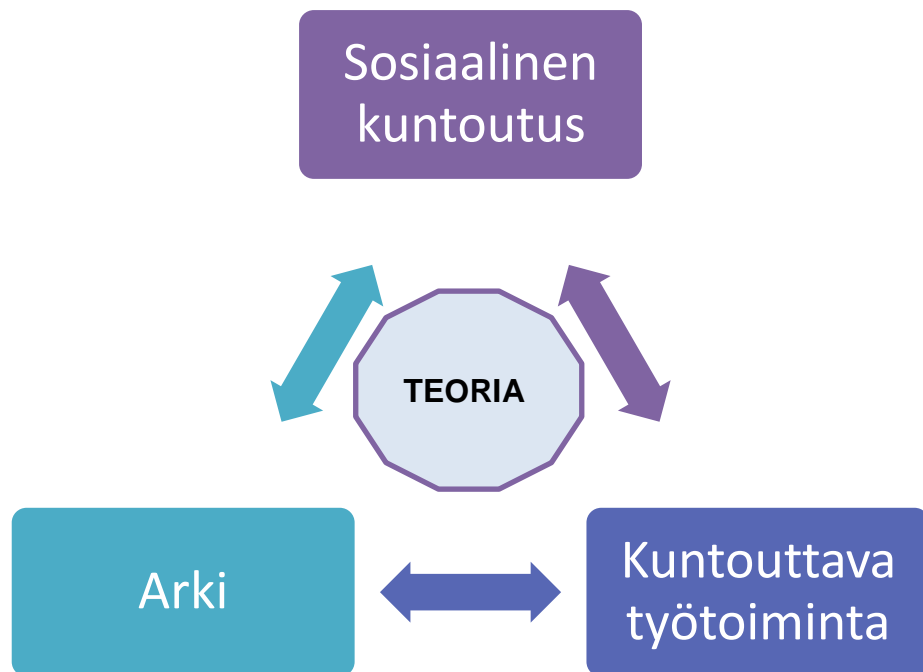 Sosiaalinen
kuntoutus
TEORIA
Arki
Kuntouttava
työtoiminta